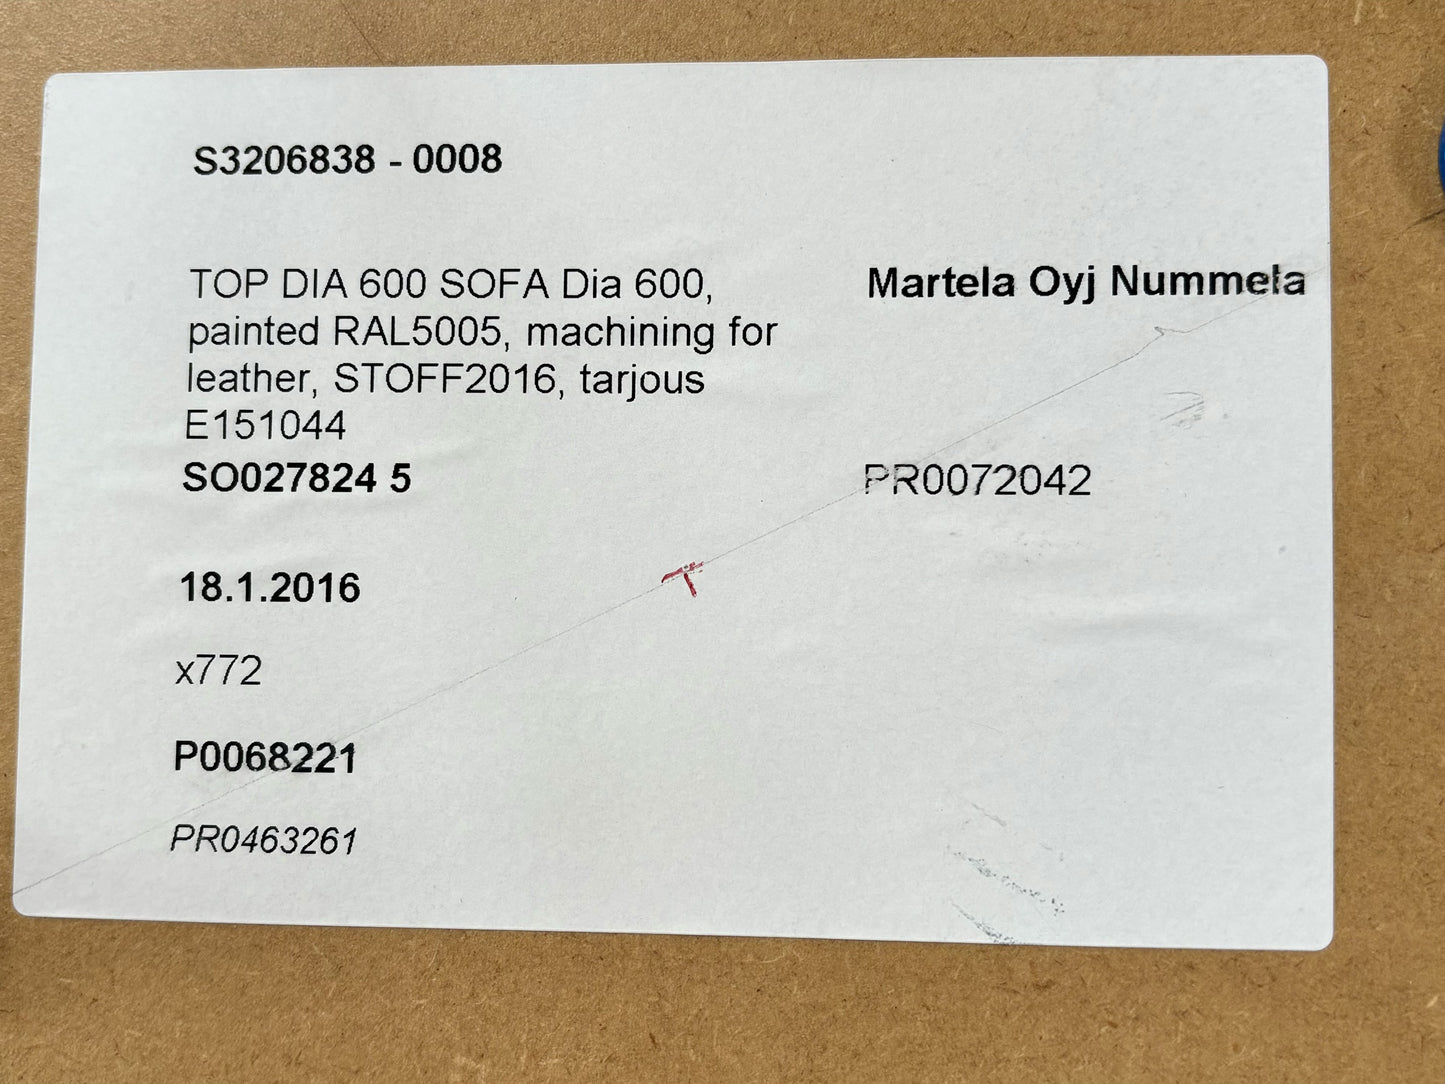 S3206838 - 0008
TOP DIA 600 SOFA Dia 600,
painted RAL5005, machining for
leather, STOFF2016, tarjous
E151044
SO027824 5
Martela Oyj Nummela
PR0072042
18.1.2016
x772
P0068221
PR0463261